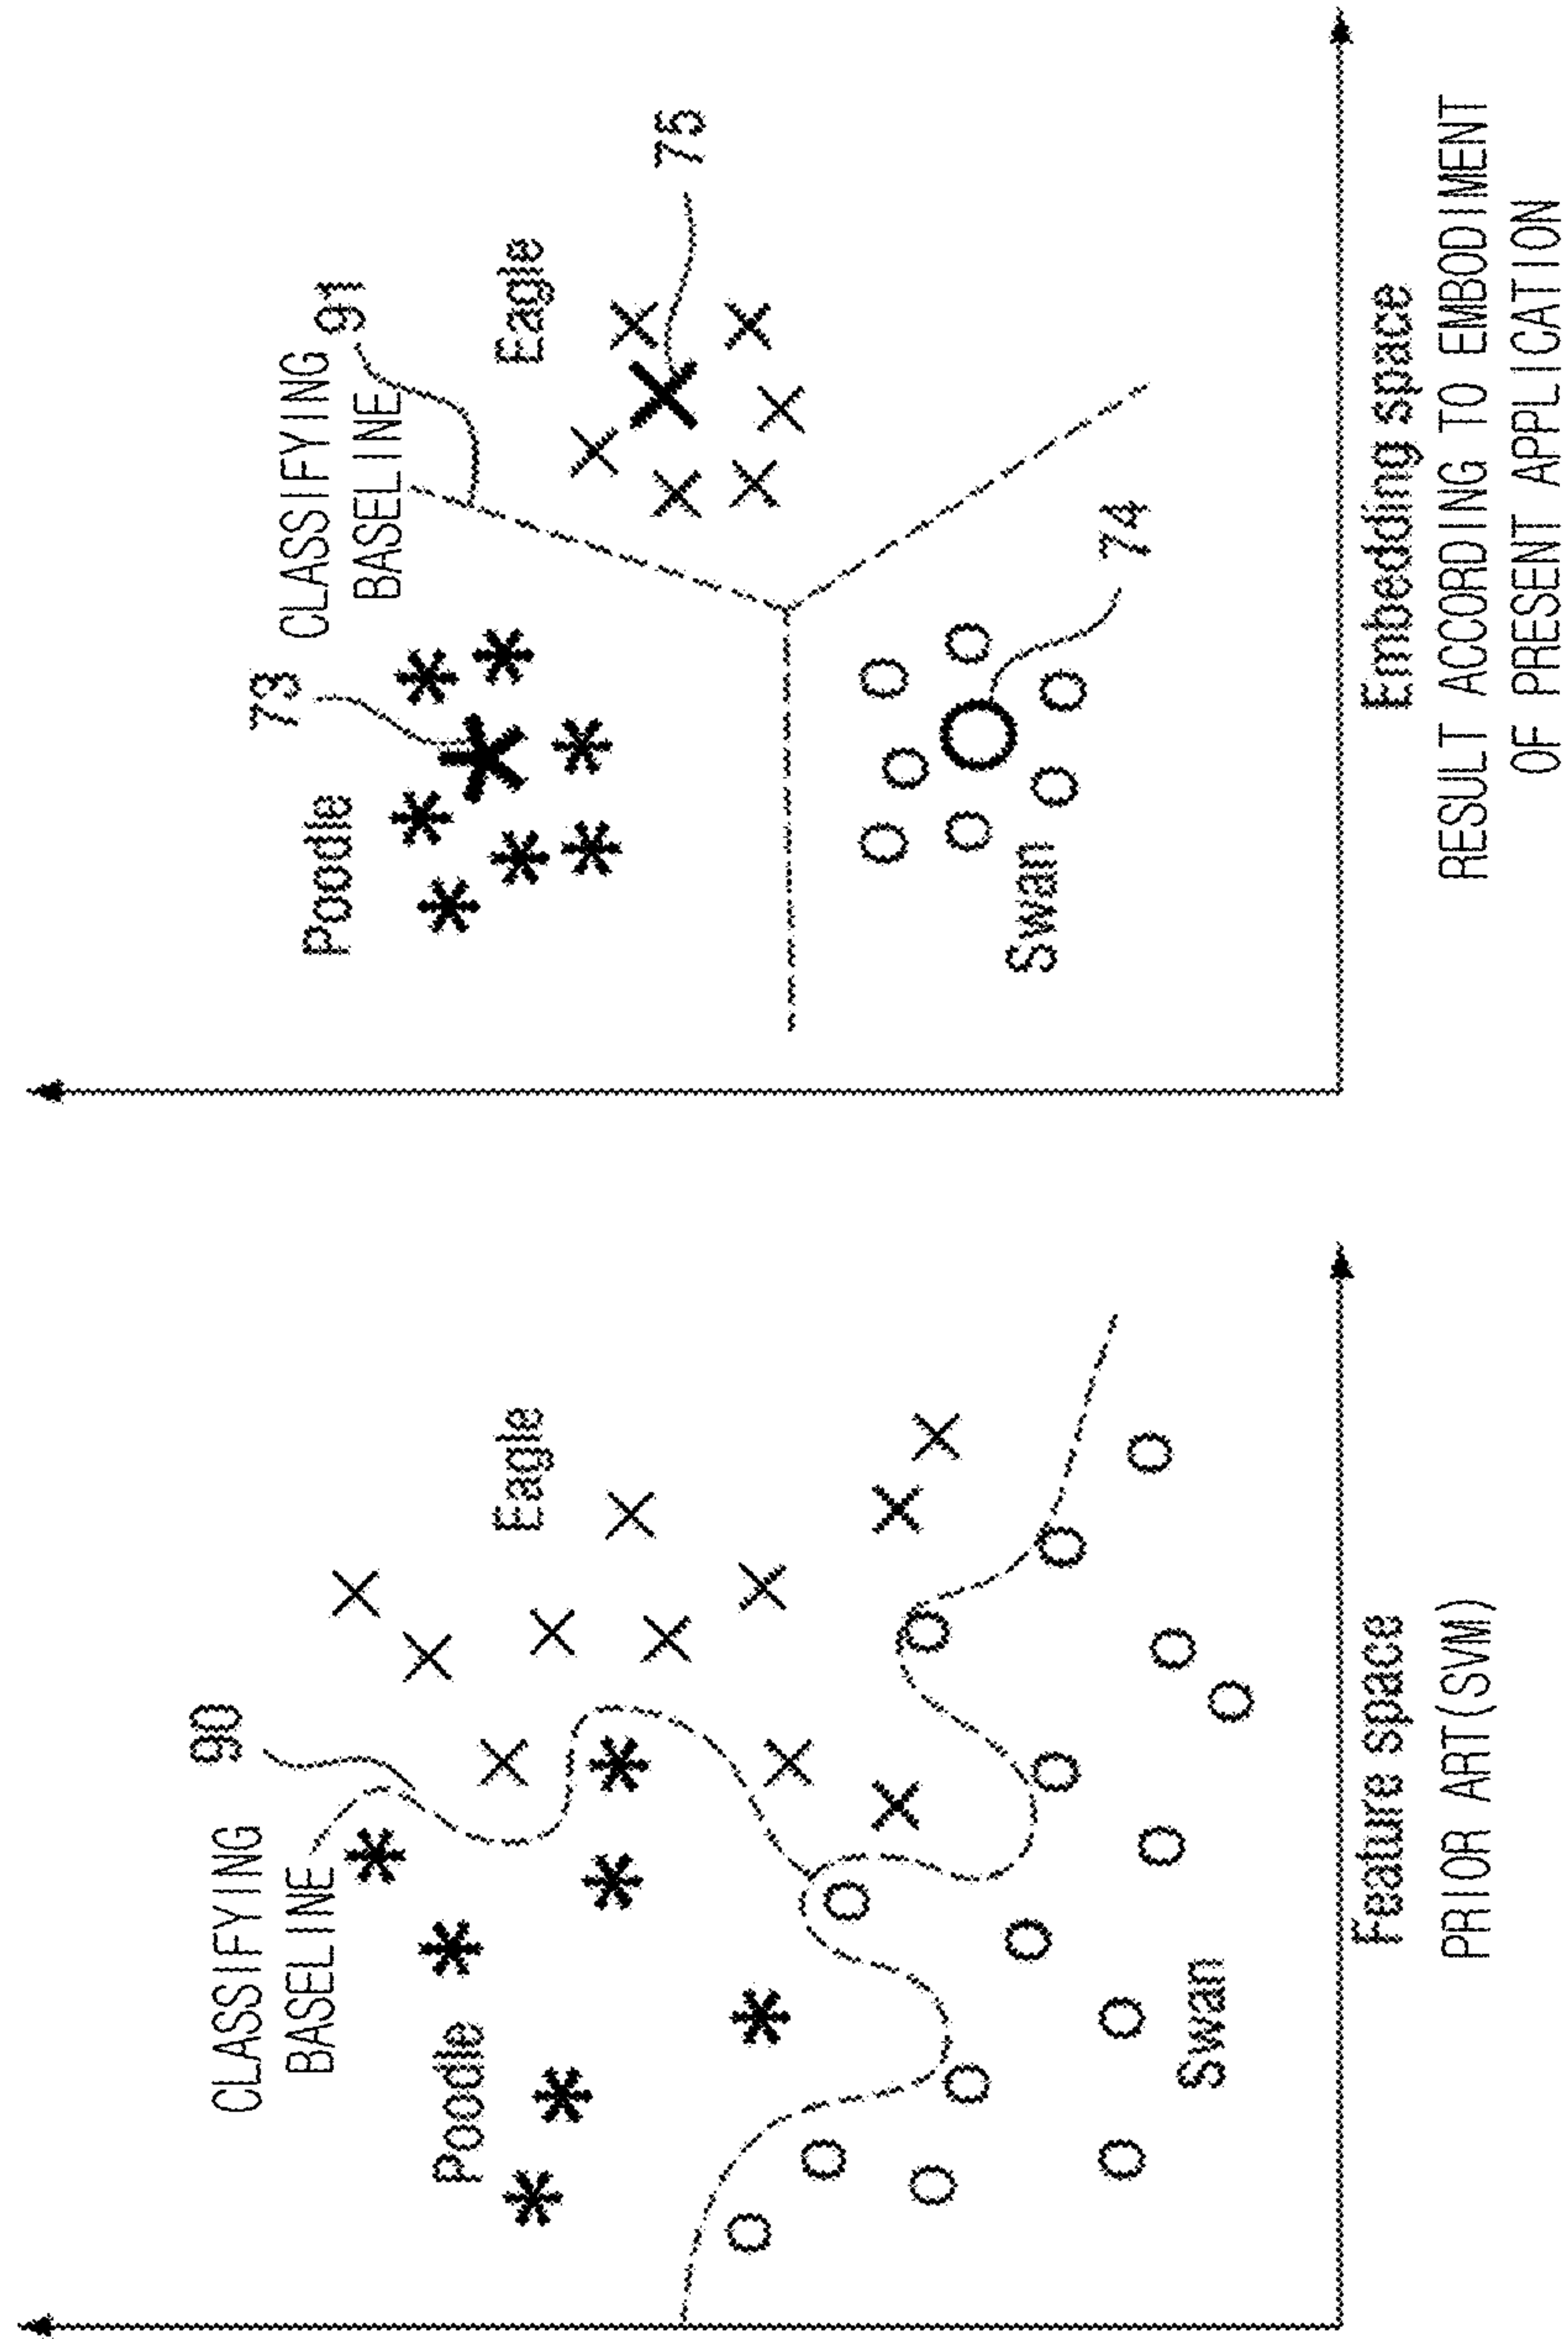 CLASSIFYING
BASELINE
90
Poodle
Eagle
Swan
Feature space
PRIOR ART(SVM)
73
CLASSIFYING
BASELINE
91
Poodle
Eagle
75
74
Swan
Embedding space
RESULT ACCORDING TO EMBODIMENT
OF PRESENT APPLICATION